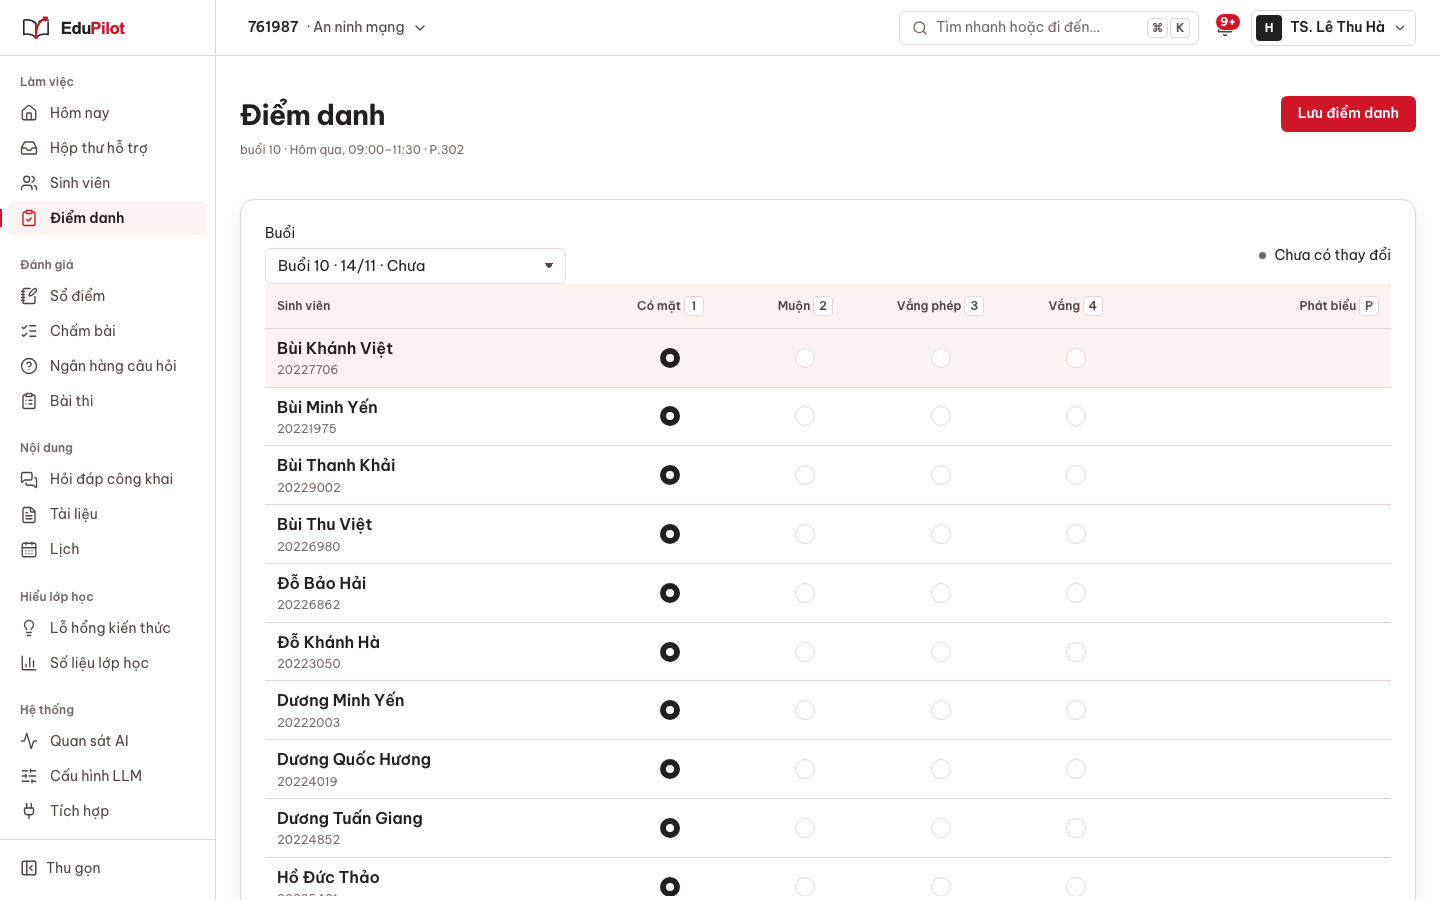 EduPilot
761987 · An ninh mạng
Tìm nhanh hoặc đi đến...
⌘ K
9+
H
TS. Lê Thu Hà
Làm việc
Hôm nay
Hộp thư hỗ trợ
Sinh viên
Điểm danh
Đánh giá
Sổ điểm
Chấm bài
Ngân hàng câu hỏi
Bài thi
Nội dung
Hỏi đáp công khai
Tài liệu
Lịch
Hiểu lớp học
Lỗ hổng kiến thức
Số liệu lớp học
Hệ thống
Quan sát AI
Cấu hình LLM
Tích hợp
Thu gọn
Điểm danh
Lưu điểm danh
buổi 10 · Hôm qua, 09:00–11:30 · P.302
Buổi
Buổi 10 · 14/11 · Chưa
Chưa có thay đổi
Sinh viên Có mặt 1 Muộn 2 Vắng phép 3 Vắng 4 Phát biểu P
Bùi Khánh Việt
20227706
Bùi Minh Yến
20221975
Bùi Thanh Khải
20229002
Bùi Thu Việt
20226980
Đỗ Bảo Hải
20226862
Đỗ Khánh Hà
20223050
Dương Minh Yến
20222003
Dương Quốc Hương
20224019
Dương Tuấn Giang
20224852
Hồ Đức Thảo